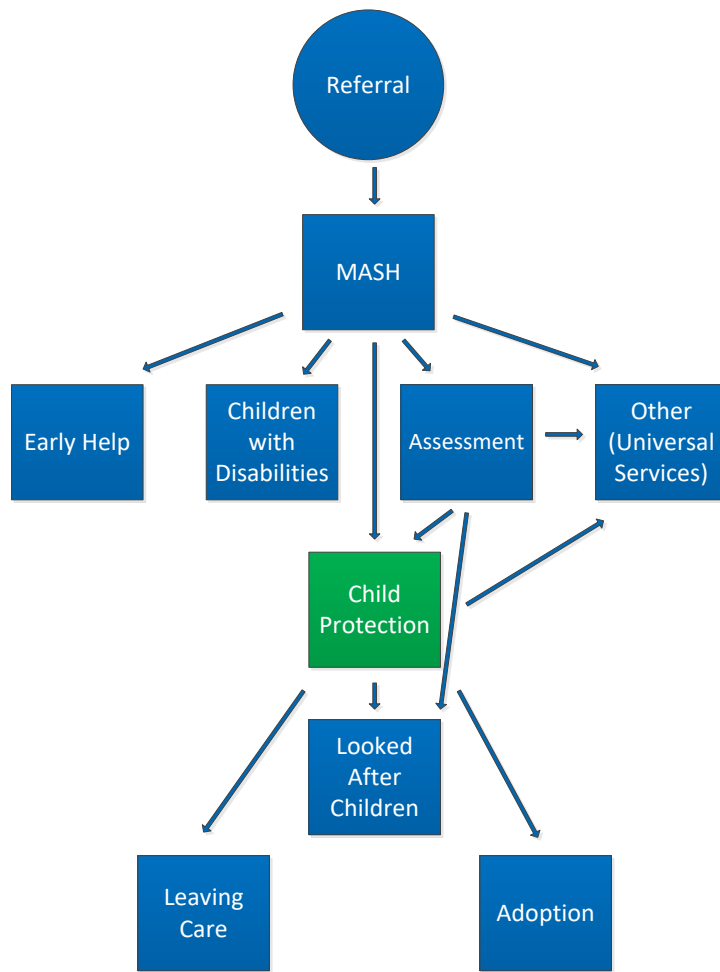 Referral
MASH
Early Help
Children
with
Disabilities
Assessment
Other
(Universal
Services)
Child
Protection
Looked
After
Children
Leaving
Care
Adoption